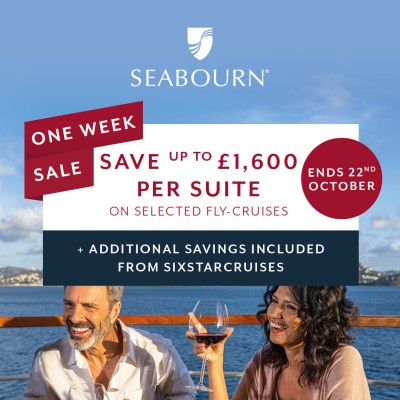 SEABOURN®
ONE WEEK
SALE
SAVE UP TO £1,600
PER SUITE
ON SELECTED FLY-CRUISES
ENDS 22ND
OCTOBER
+ ADDITIONAL SAVINGS INCLUDED
FROM SIXSTARCRUISES